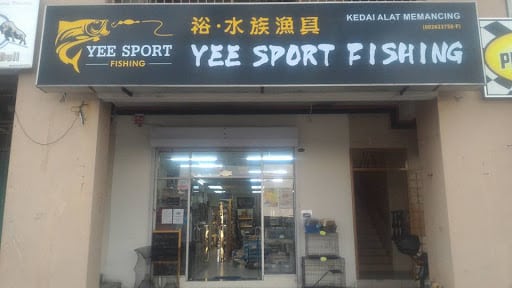 YEE SPORT
FISHING
裕·水族漁具
KEDAI ALAT MEMANCING
YEE SPORT FISHING